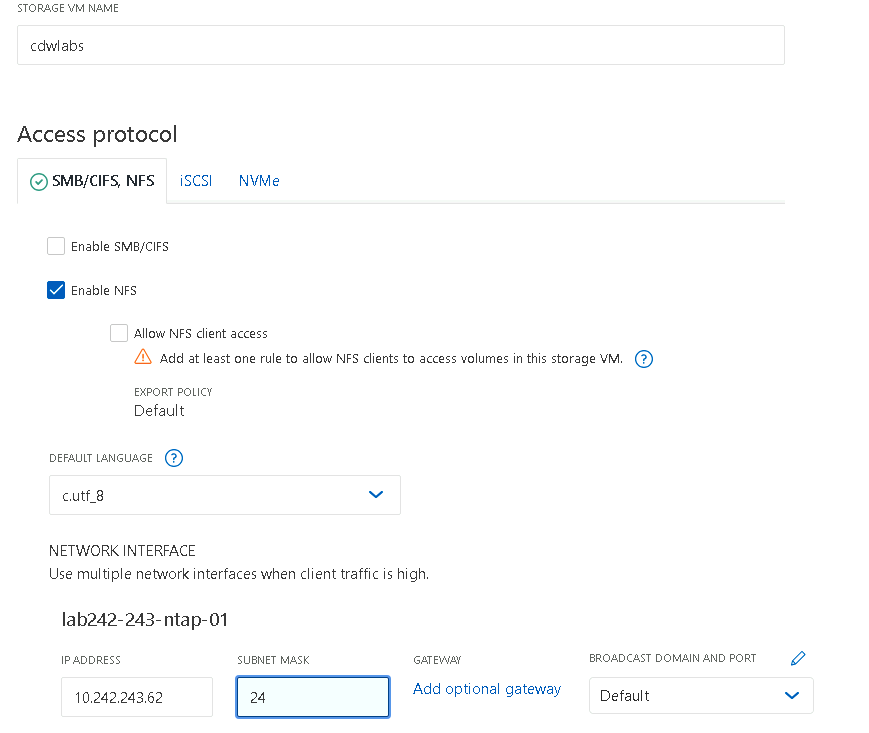 STORAGE VM NAME
cdwlabs
Access protocol
SMB/CIFS, NFS iSCSI NVMe
Enable SMB/CIFS
Enable NFS
Allow NFS client access
Add at least one rule to allow NFS clients to access volumes in this storage VM.
EXPORT POLICY
Default
DEFAULT LANGUAGE
c.utf_8
NETWORK INTERFACE
Use multiple network interfaces when client traffic is high.
lab242-243-ntap-01
IP ADDRESS SUBNET MASK GATEWAY BROADCAST DOMAIN AND PORT
10.242.243.62 24 Add optional gateway Default